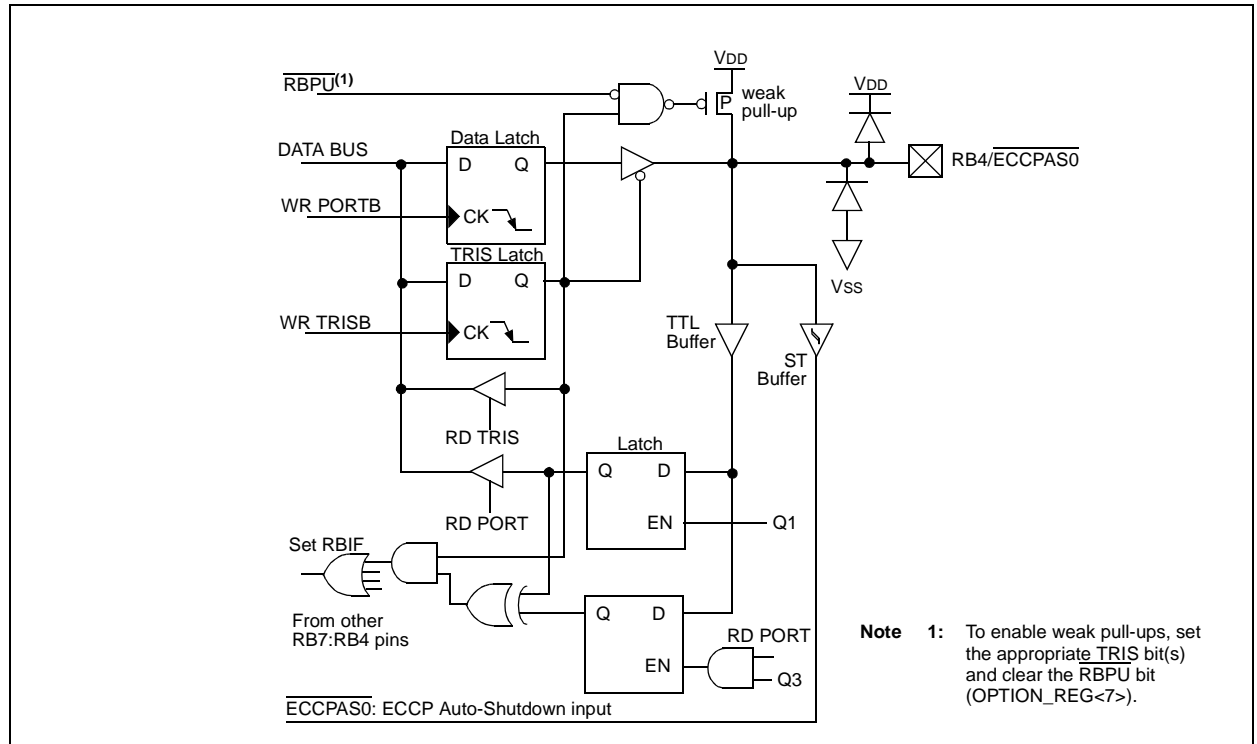 RBPU(1)
VDD
P
weak
pull-up
VDD
DATA BUS
Data Latch
D Q
CK
RB4/ECCPAS0
WR PORTB
TRIS Latch
D Q
CK
WR TRISB
VSS
TTL
Buffer
ST
Buffer
RD TRIS
Latch
Q D
EN
Q1
RD PORT
Set RBIF
From other
RB7:RB4 pins
Q D
EN
RD PORT
Q3
ECCPAS0: ECCP Auto-Shutdown input
Note 1: To enable weak pull-ups, set
the appropriate TRIS bit(s)
and clear the RBPU bit
(OPTION_REG<7>).